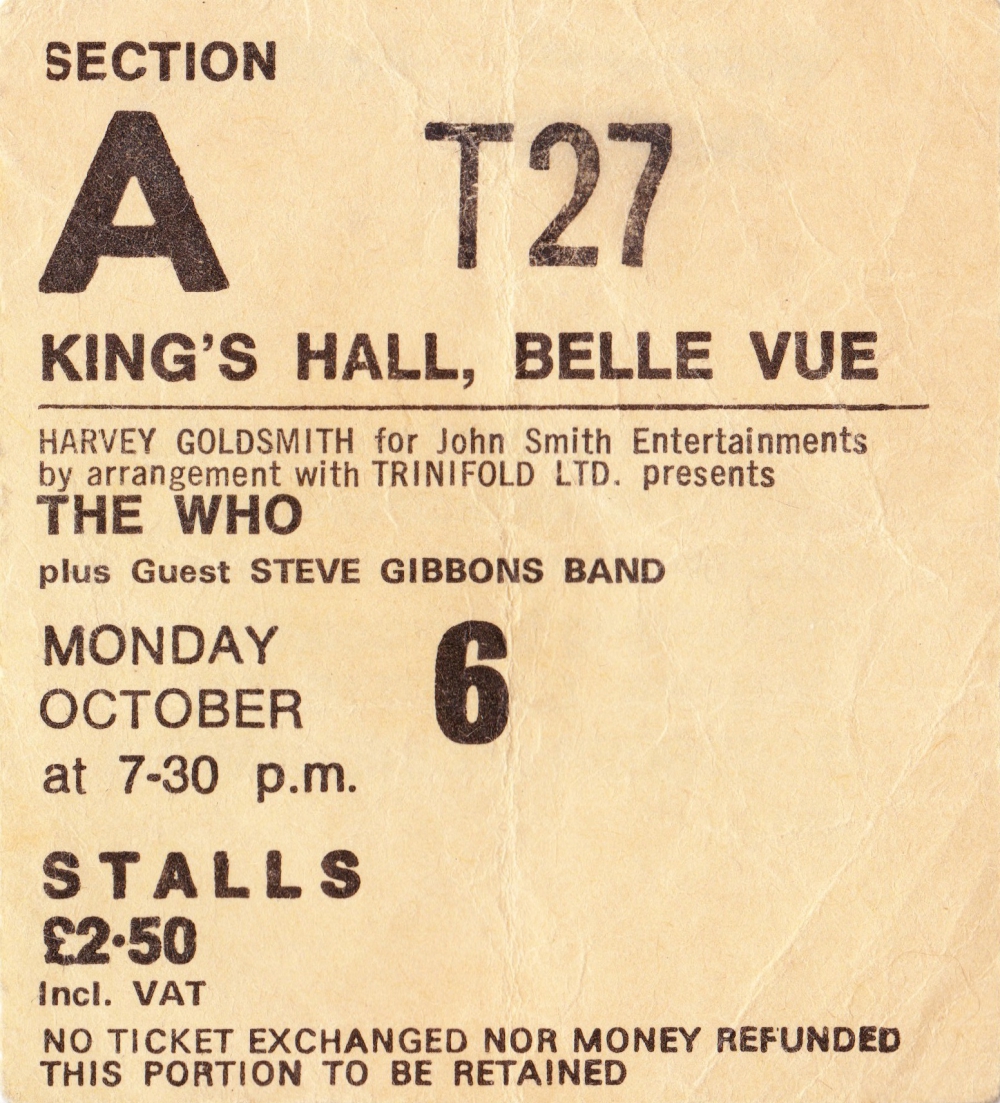 SECTION
A T27
KING'S HALL, BELLE VUE
HARVEY GOLDSMITH for John Smith Entertainments
by arrangement with TRINIFOLD LTD. presents
THE WHO
plus Guest STEVE GIBBONS BAND
MONDAY
OCTOBER 6
at 7-30 p.m.
STALLS
£2·50
Incl. VAT
NO TICKET EXCHANGED NOR MONEY REFUNDED
THIS PORTION TO BE RETAINED